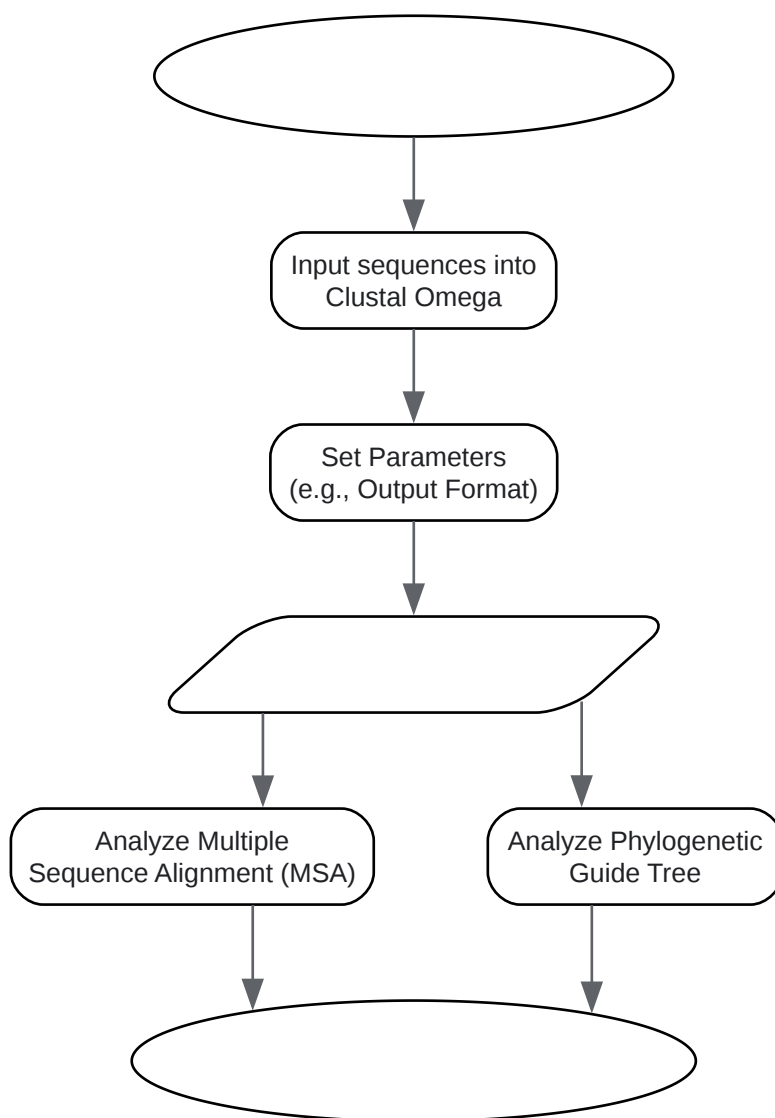 Input sequences into
Clustal Omega
Set Parameters
(e.g., Output Format)
Analyze Multiple
Sequence Alignment (MSA)
Analyze Phylogenetic
Guide Tree